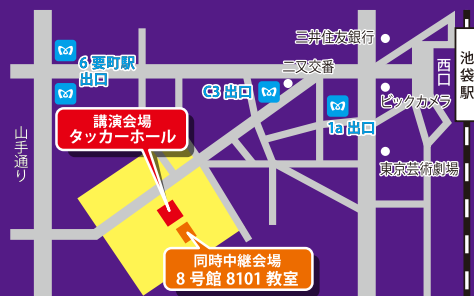 三井住友銀行
6 要町駅
出口
二又交番
西口
池袋駅
C3 出口
ビックカメラ
1a 出口
講演会場
タッカーホール
山手通り
東京芸術劇場
同時中継会場
8 号館 8101 教室